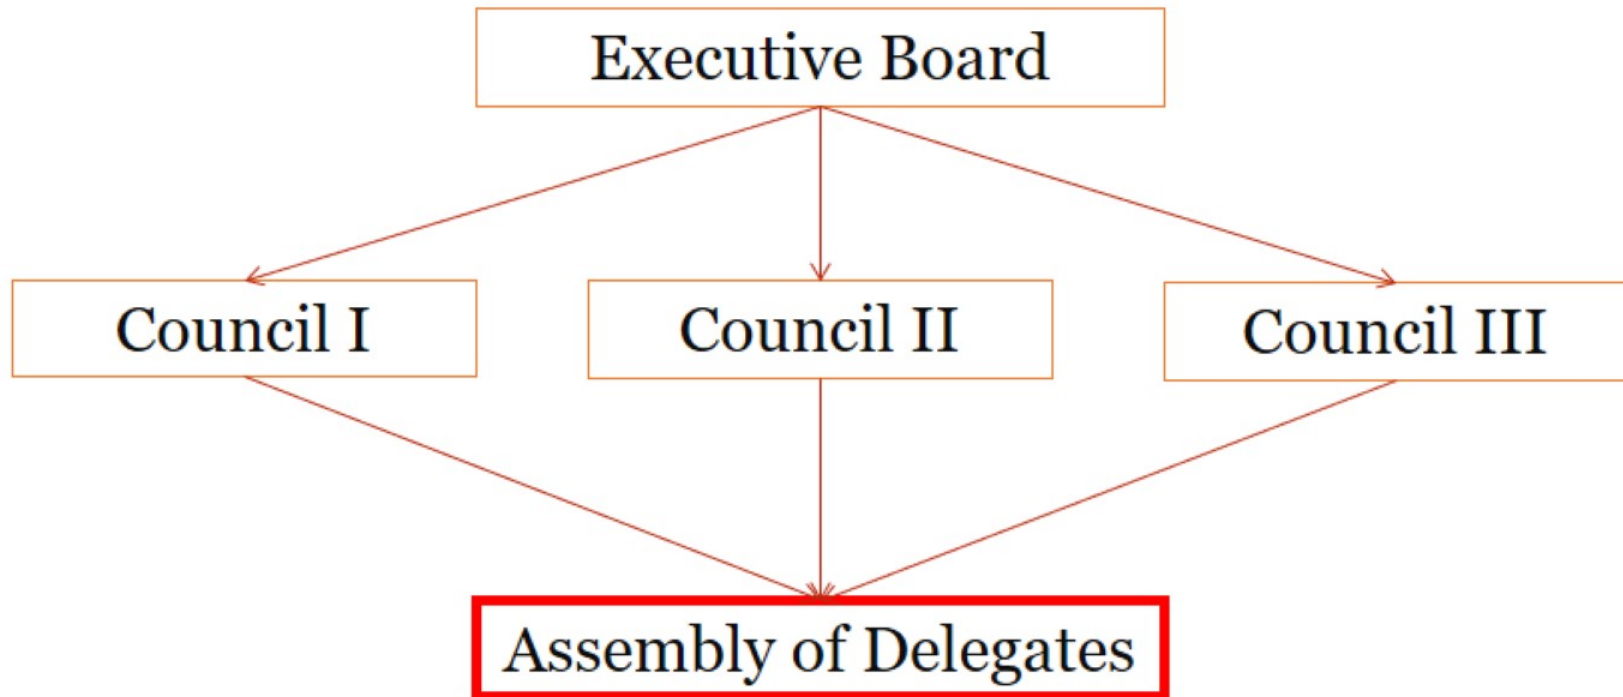 Executive Board
Council I
Council II
Council III
Assembly of Delegates